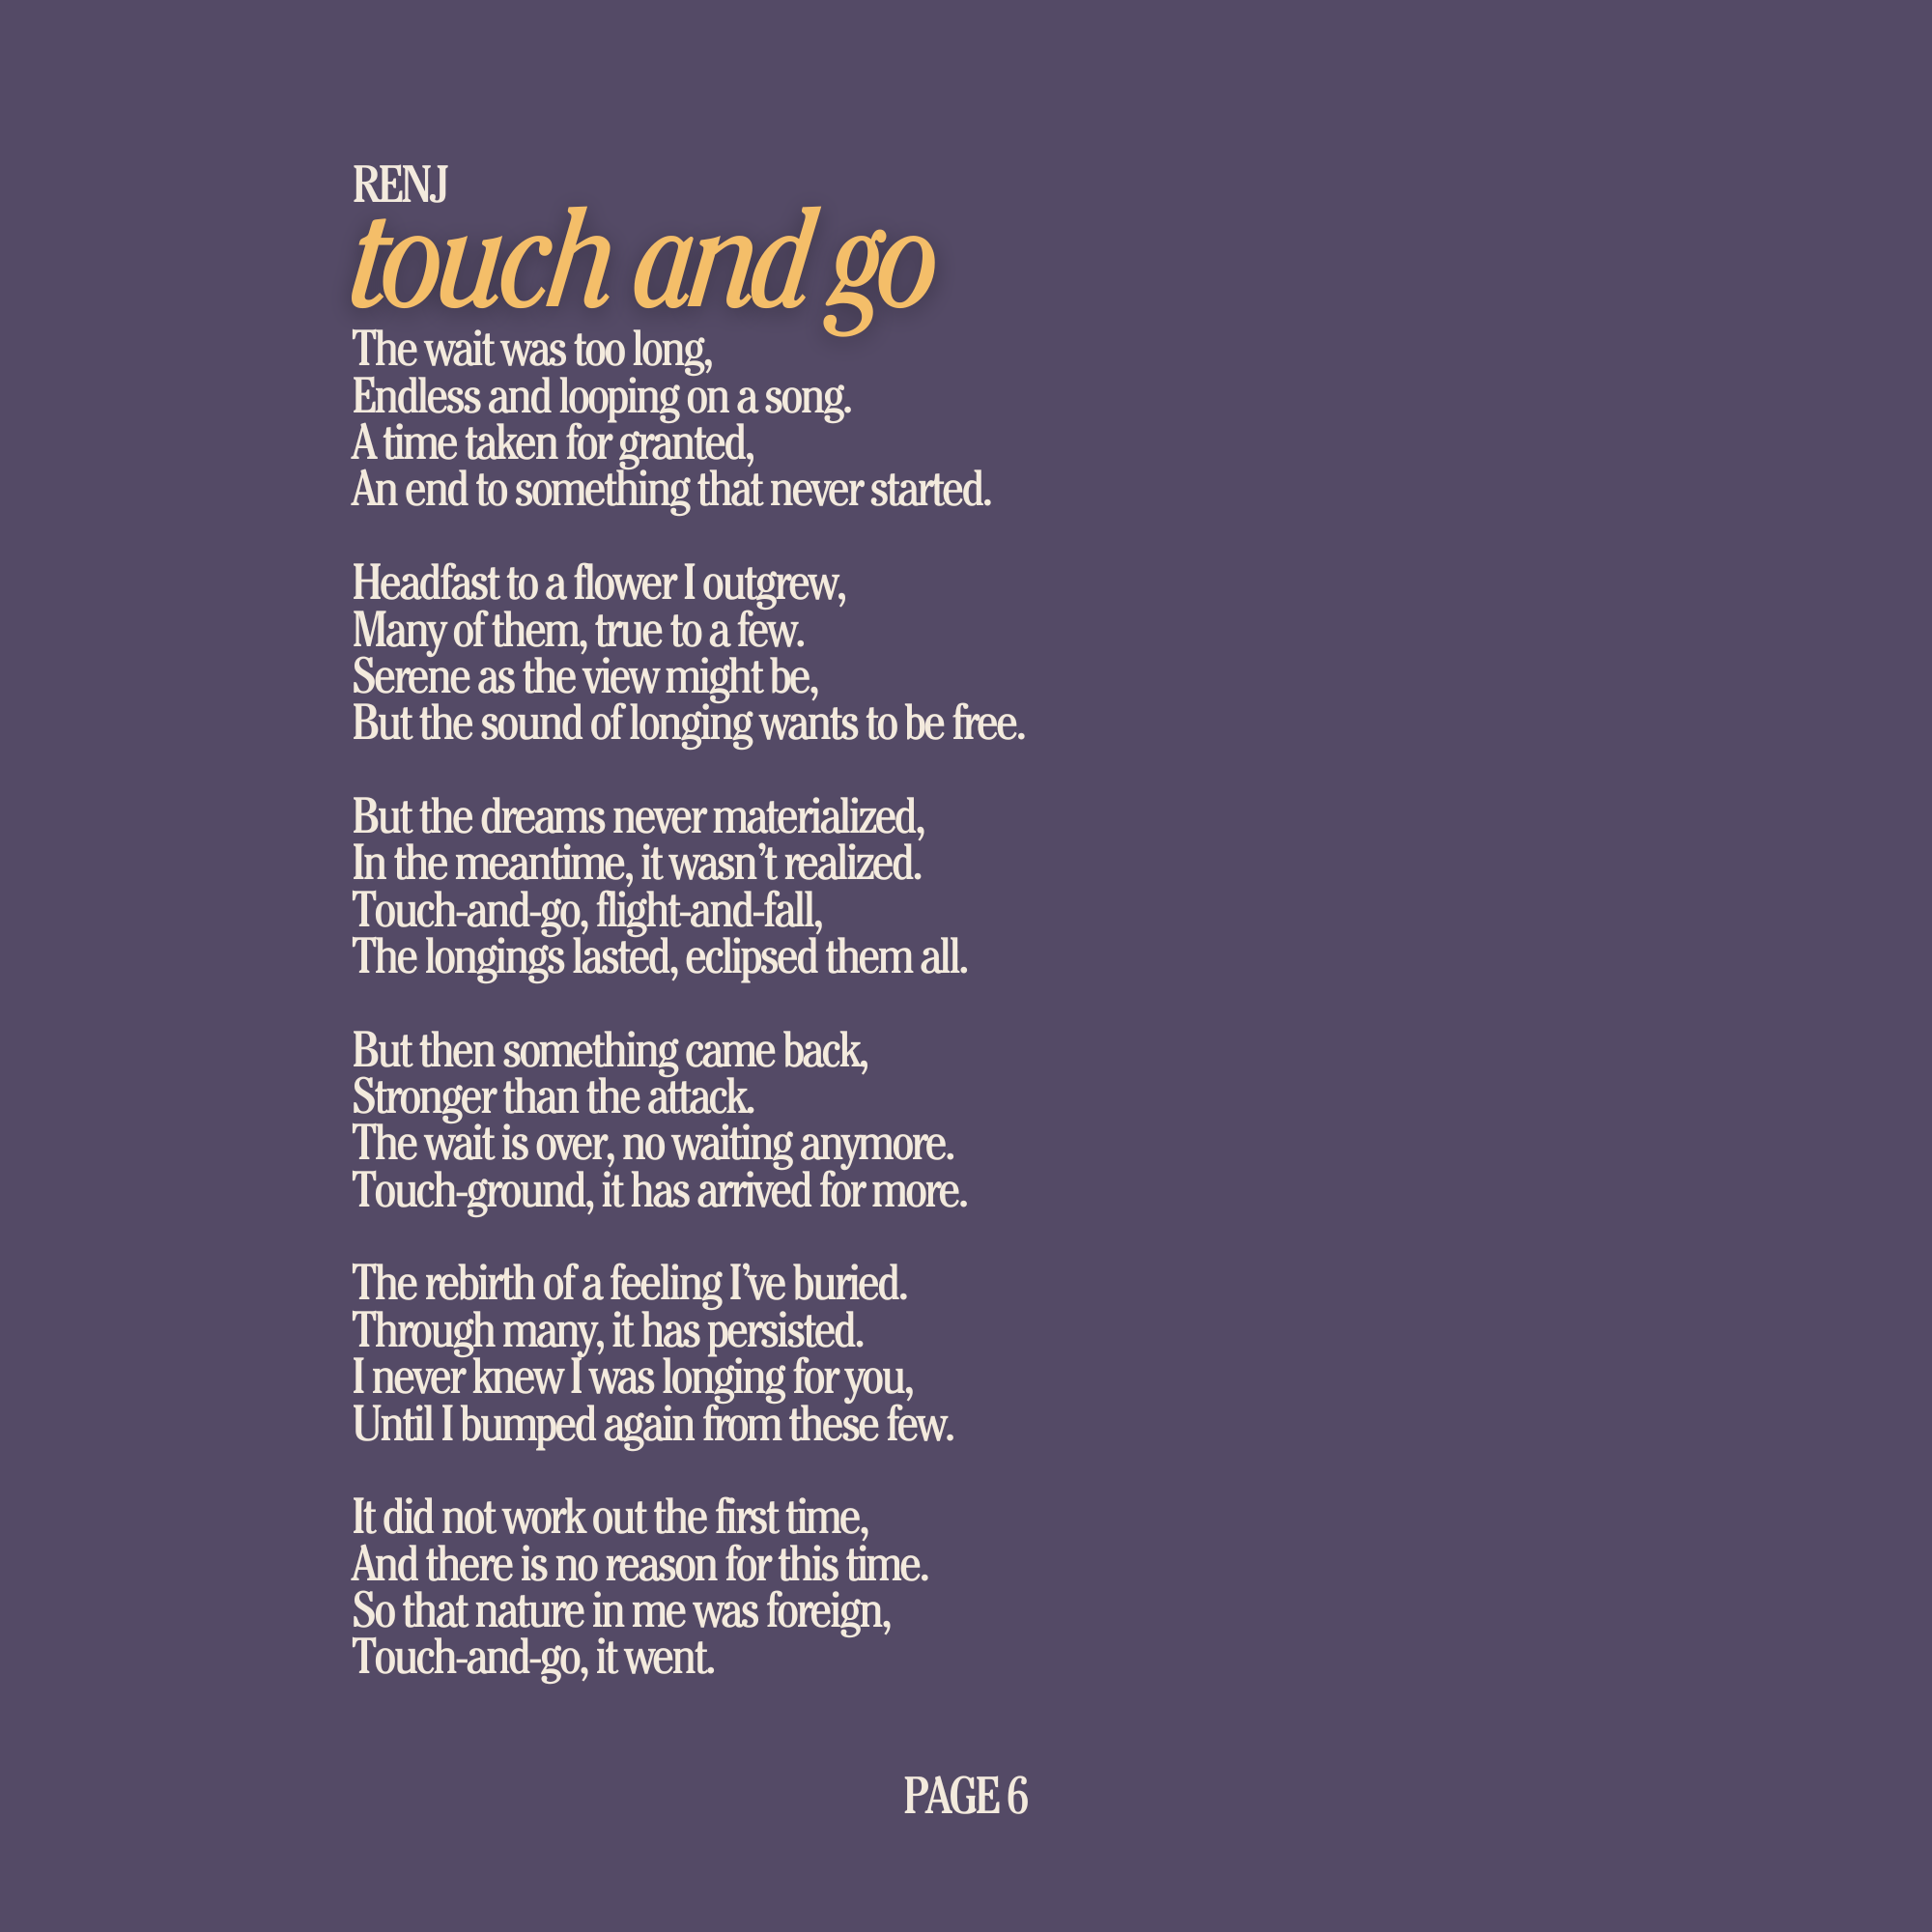 RENJ
touch and go
The wait was too long,
Endless and looping on a song.
A time taken for granted,
An end to something that never started.
Headfast to a flower I outgrew,
Many of them, true to a few.
Serene as the view might be,
But the sound of longing wants to be free.
But the dreams never materialized,
In the meantime, it wasn’t realized.
Touch-and-go, flight-and-fall,
The longings lasted, eclipsed them all.
But then something came back,
Stronger than the attack.
The wait is over, no waiting anymore.
Touch-ground, it has arrived for more.
The rebirth of a feeling I’ve buried.
Through many, it has persisted.
I never knew I was longing for you,
Until I bumped again from these few.
It did not work out the first time,
And there is no reason for this time.
So that nature in me was foreign,
Touch-and-go, it went.
PAGE 6